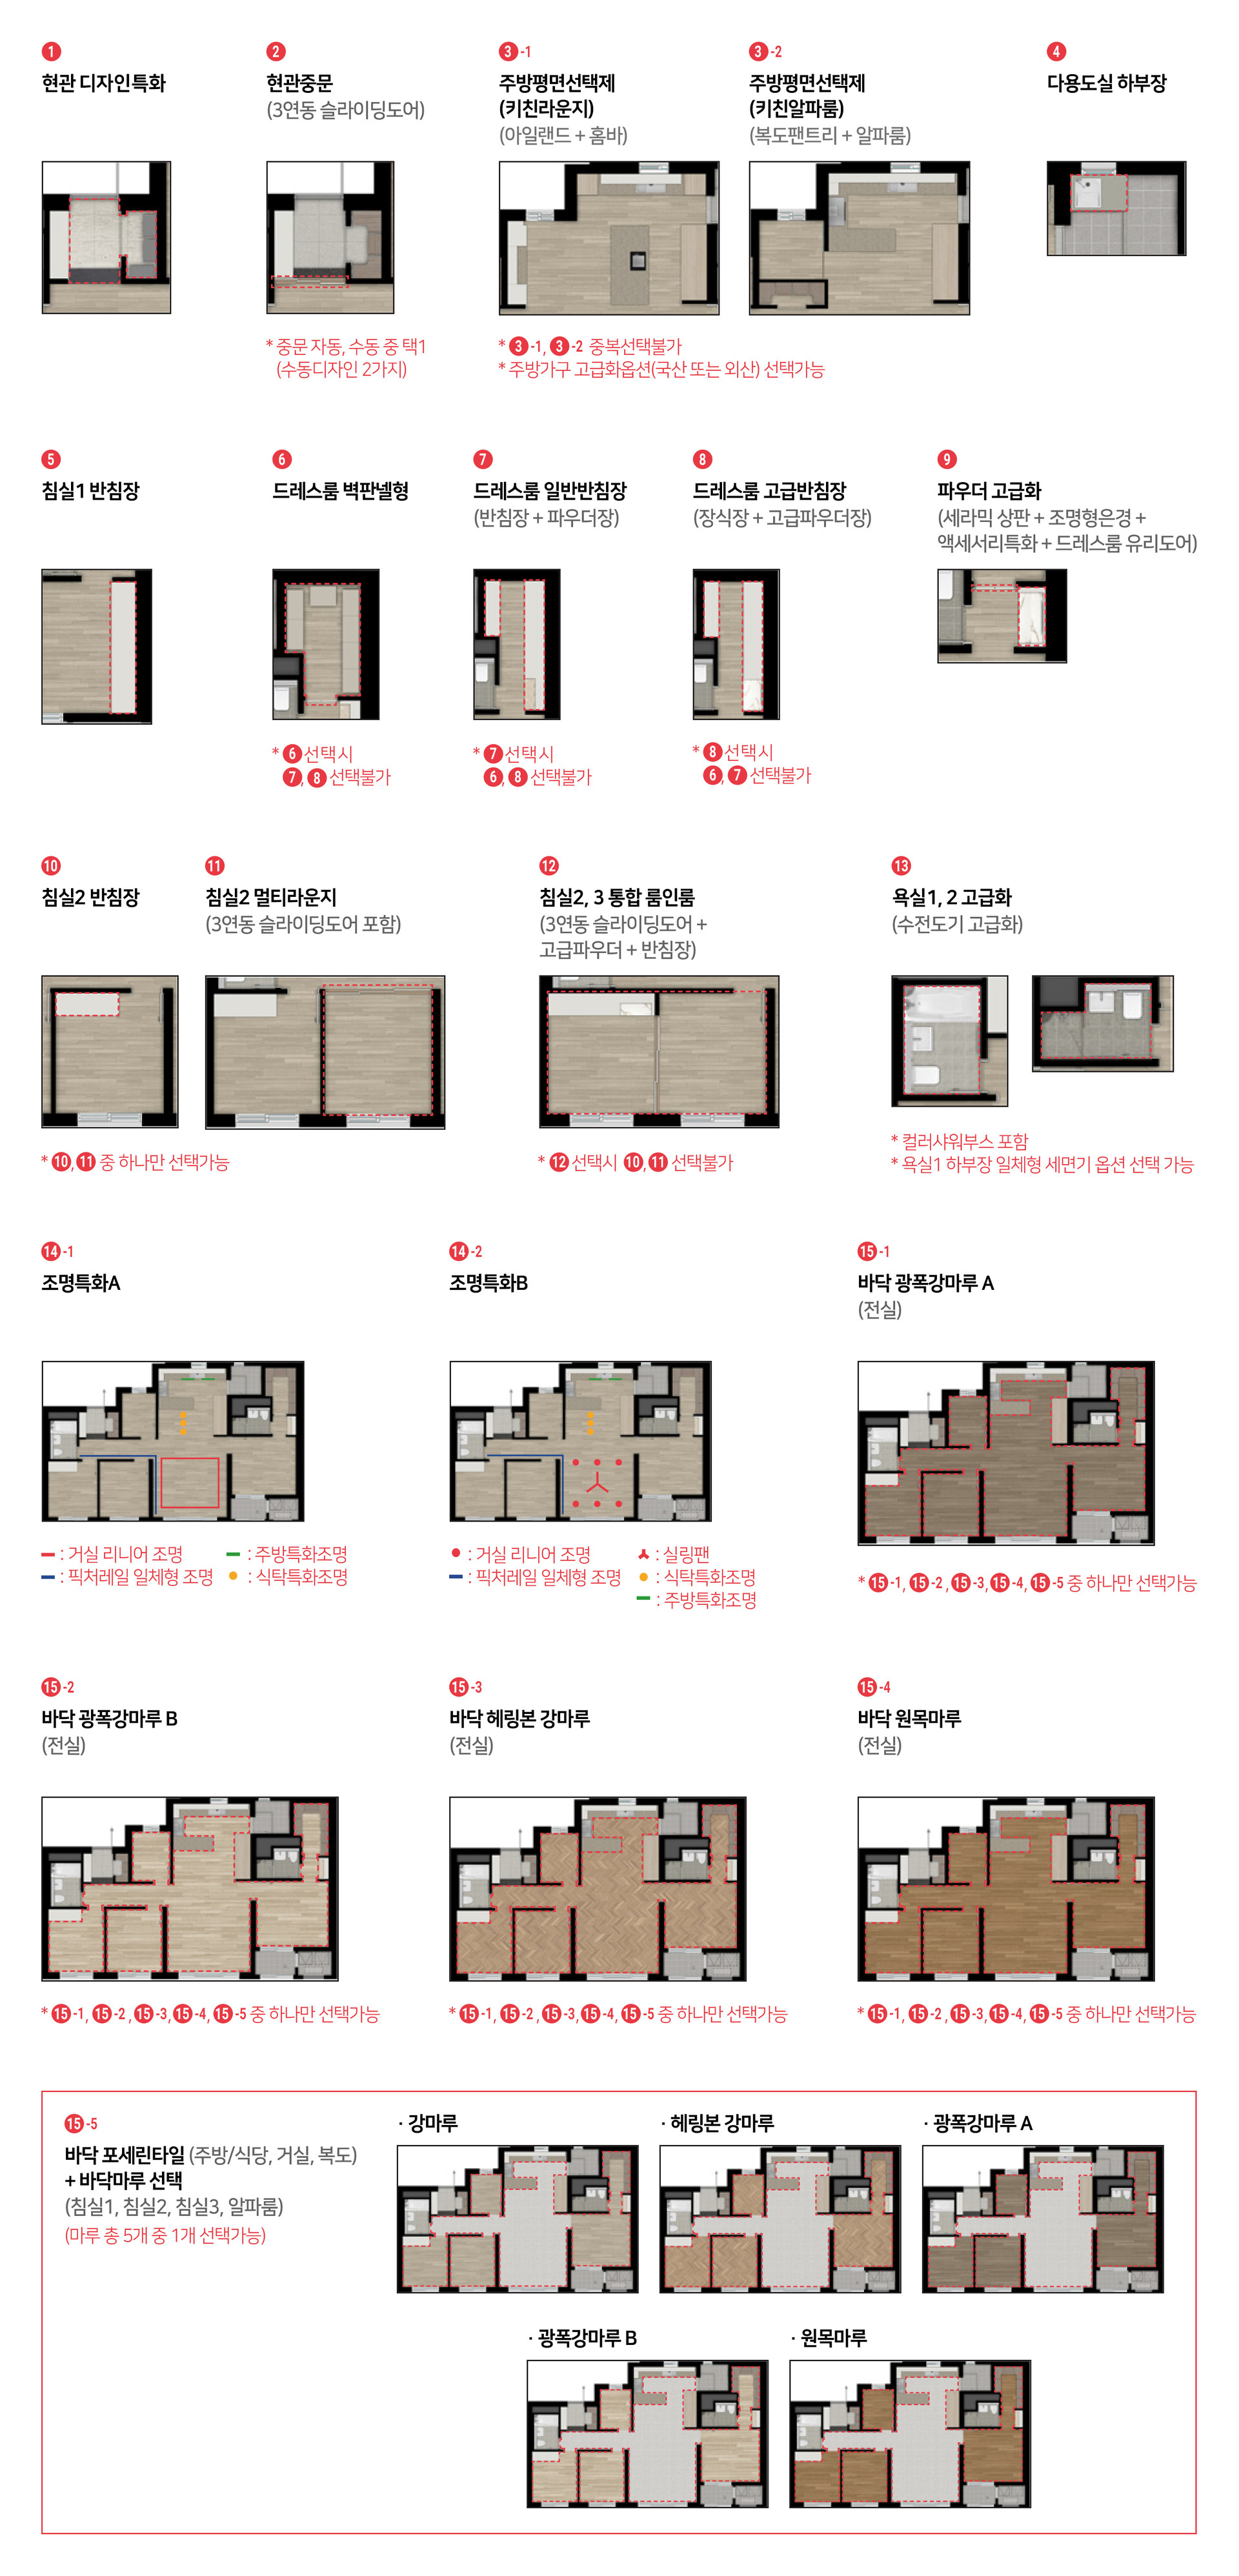 1
현관 디자인특화
2
현관중문
(3연동 슬라이딩도어)
* 중문 자동, 수동 중 택1
(수동디자인 2가지)
3-1
주방평면선택제
(키친라운지)
(아일랜드 + 홈바)
3-2
주방평면선택제
(키친알파룸)
(복도팬트리 + 알파룸)
* 3-1, 3-2 중복선택불가
* 주방가구 고급화옵션(국산 또는 외산) 선택가능
4
다용도실 하부장
5
침실1 반침장
6
드레스룸 벽판넬형
* 6 선택시
7, 8 선택불가
7
드레스룸 일반반침장
(반침장 + 파우더장)
* 7 선택시
6, 8 선택불가
8
드레스룸 고급반침장
(장식장 + 고급파우더장)
* 8 선택시
6, 7 선택불가
9
파우더 고급화
(세라믹 상판 + 조명형은경 +
액세서리특화 + 드레스룸 유리도어)
10
침실2 반침장
11
침실2 멀티라운지
(3연동 슬라이딩도어 포함)
* 10, 11 중 하나만 선택가능
12
침실2, 3 통합 룸인룸
(3연동 슬라이딩도어 +
고급파우더 + 반침장)
* 12 선택시 10, 11 선택불가
13
욕실1, 2 고급화
(수전도기 고급화)
* 컬러샤워부스 포함
* 욕실1 하부장 일체형 세면기 옵션 선택 가능
14-1
조명특화A
: 거실 리니어 조명
: 주방특화조명
: 픽처레일 일체형 조명
: 식탁특화조명
14-2
조명특화B
: 거실 리니어 조명
: 실링팬
: 픽처레일 일체형 조명
: 식탁특화조명
: 주방특화조명
15-1
바닥 광폭강마루 A
(전실)
* 15-1, 15-2 , 15-3, 15-4, 15-5 중 하나만 선택가능
15-2
바닥 광폭강마루 B
(전실)
* 15-1, 15-2 , 15-3, 15-4, 15-5 중 하나만 선택가능
15-3
바닥 헤링본 강마루
(전실)
* 15-1, 15-2 , 15-3, 15-4, 15-5 중 하나만 선택가능
15-4
바닥 원목마루
(전실)
* 15-1, 15-2 , 15-3, 15-4, 15-5 중 하나만 선택가능
15-5
바닥 포세린타일 (주방/식당, 거실, 복도)
+ 바닥마루 선택
(침실1, 침실2, 침실3, 알파룸)
(마루 총 5개 중 1개 선택가능)
· 강마루
· 헤링본 강마루
· 광폭강마루 A
· 광폭강마루 B
· 원목마루